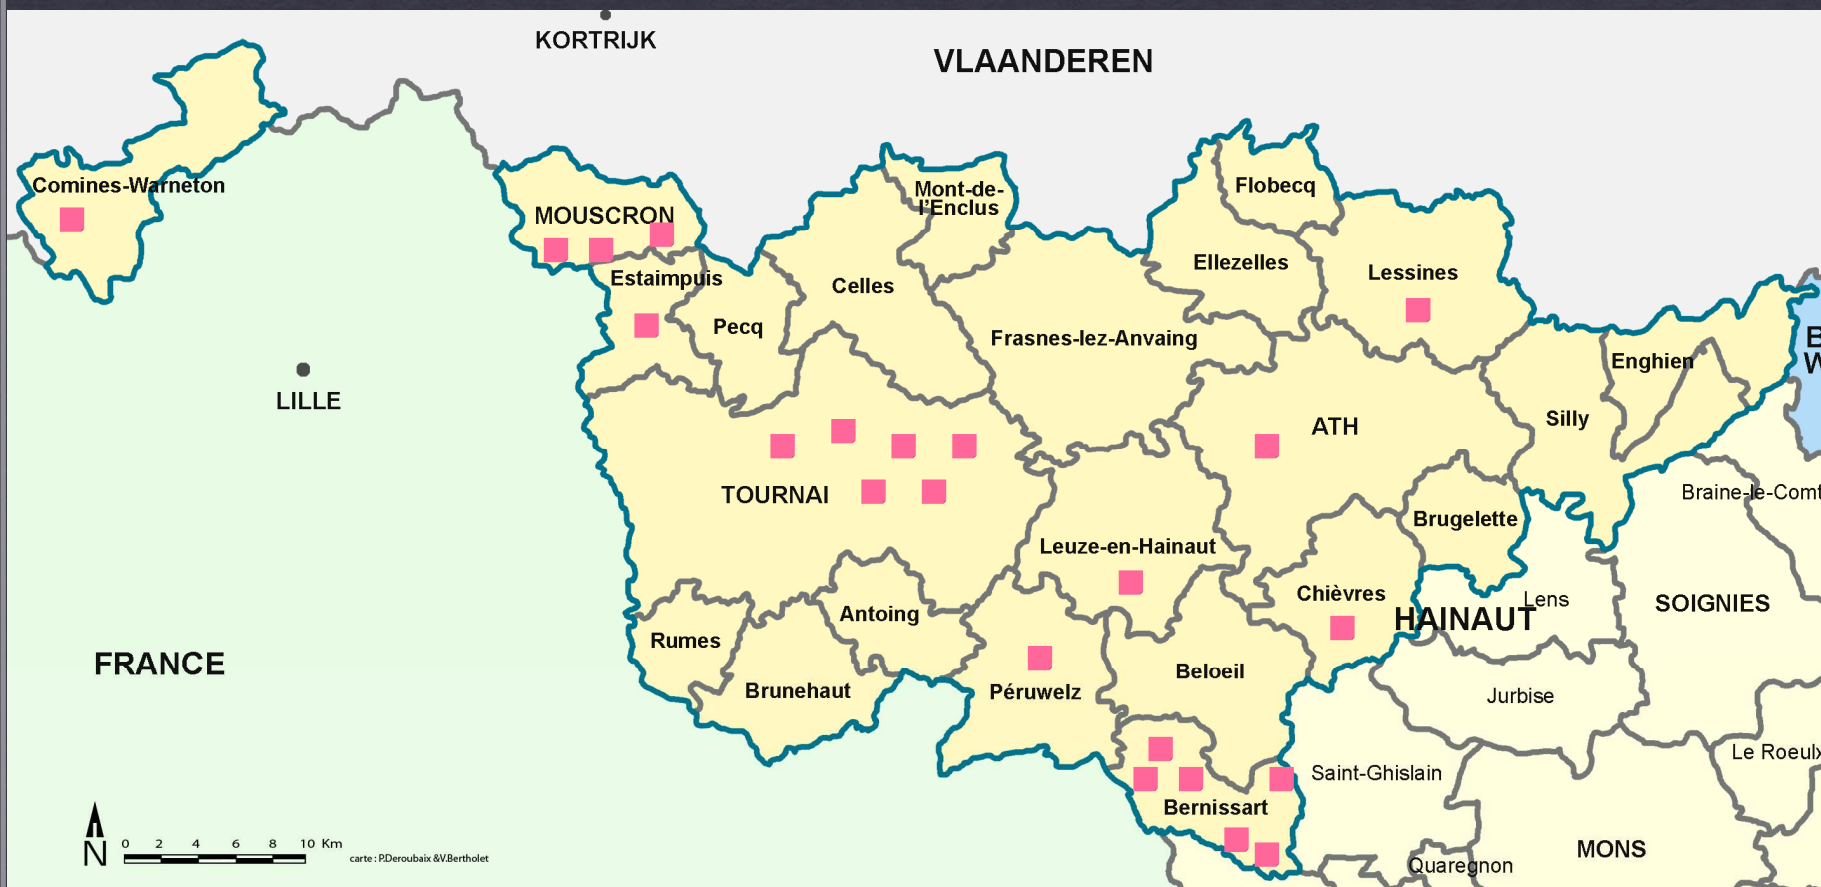 KORTRIJK
VLAANDEREN
Comines-Warneton
MOUSCRON
Mont-de-
l'Enclus
Flobecq
Estaimpuis
Celles
Ellezelles
Lessines
Pecq
Frasnes-lez-Anvaing
B
W
Enghien
LILLE
Silly
ATH
TOURNAI
Braine-le-Comt
Brugelette
Leuze-en-Hainaut
Chièvres
Lens
SOIGNIES
HAINAUT
Antoing
Rumes
FRANCE
Beloeil
Brunehaut
Péruwelz
Jurbise
Le Roeulx
Saint-Ghislain
Bernissart
N
0 2 4 6 8 10 Km
carte : P.Deroubaix &V.Bertholet
MONS
Quaregnon